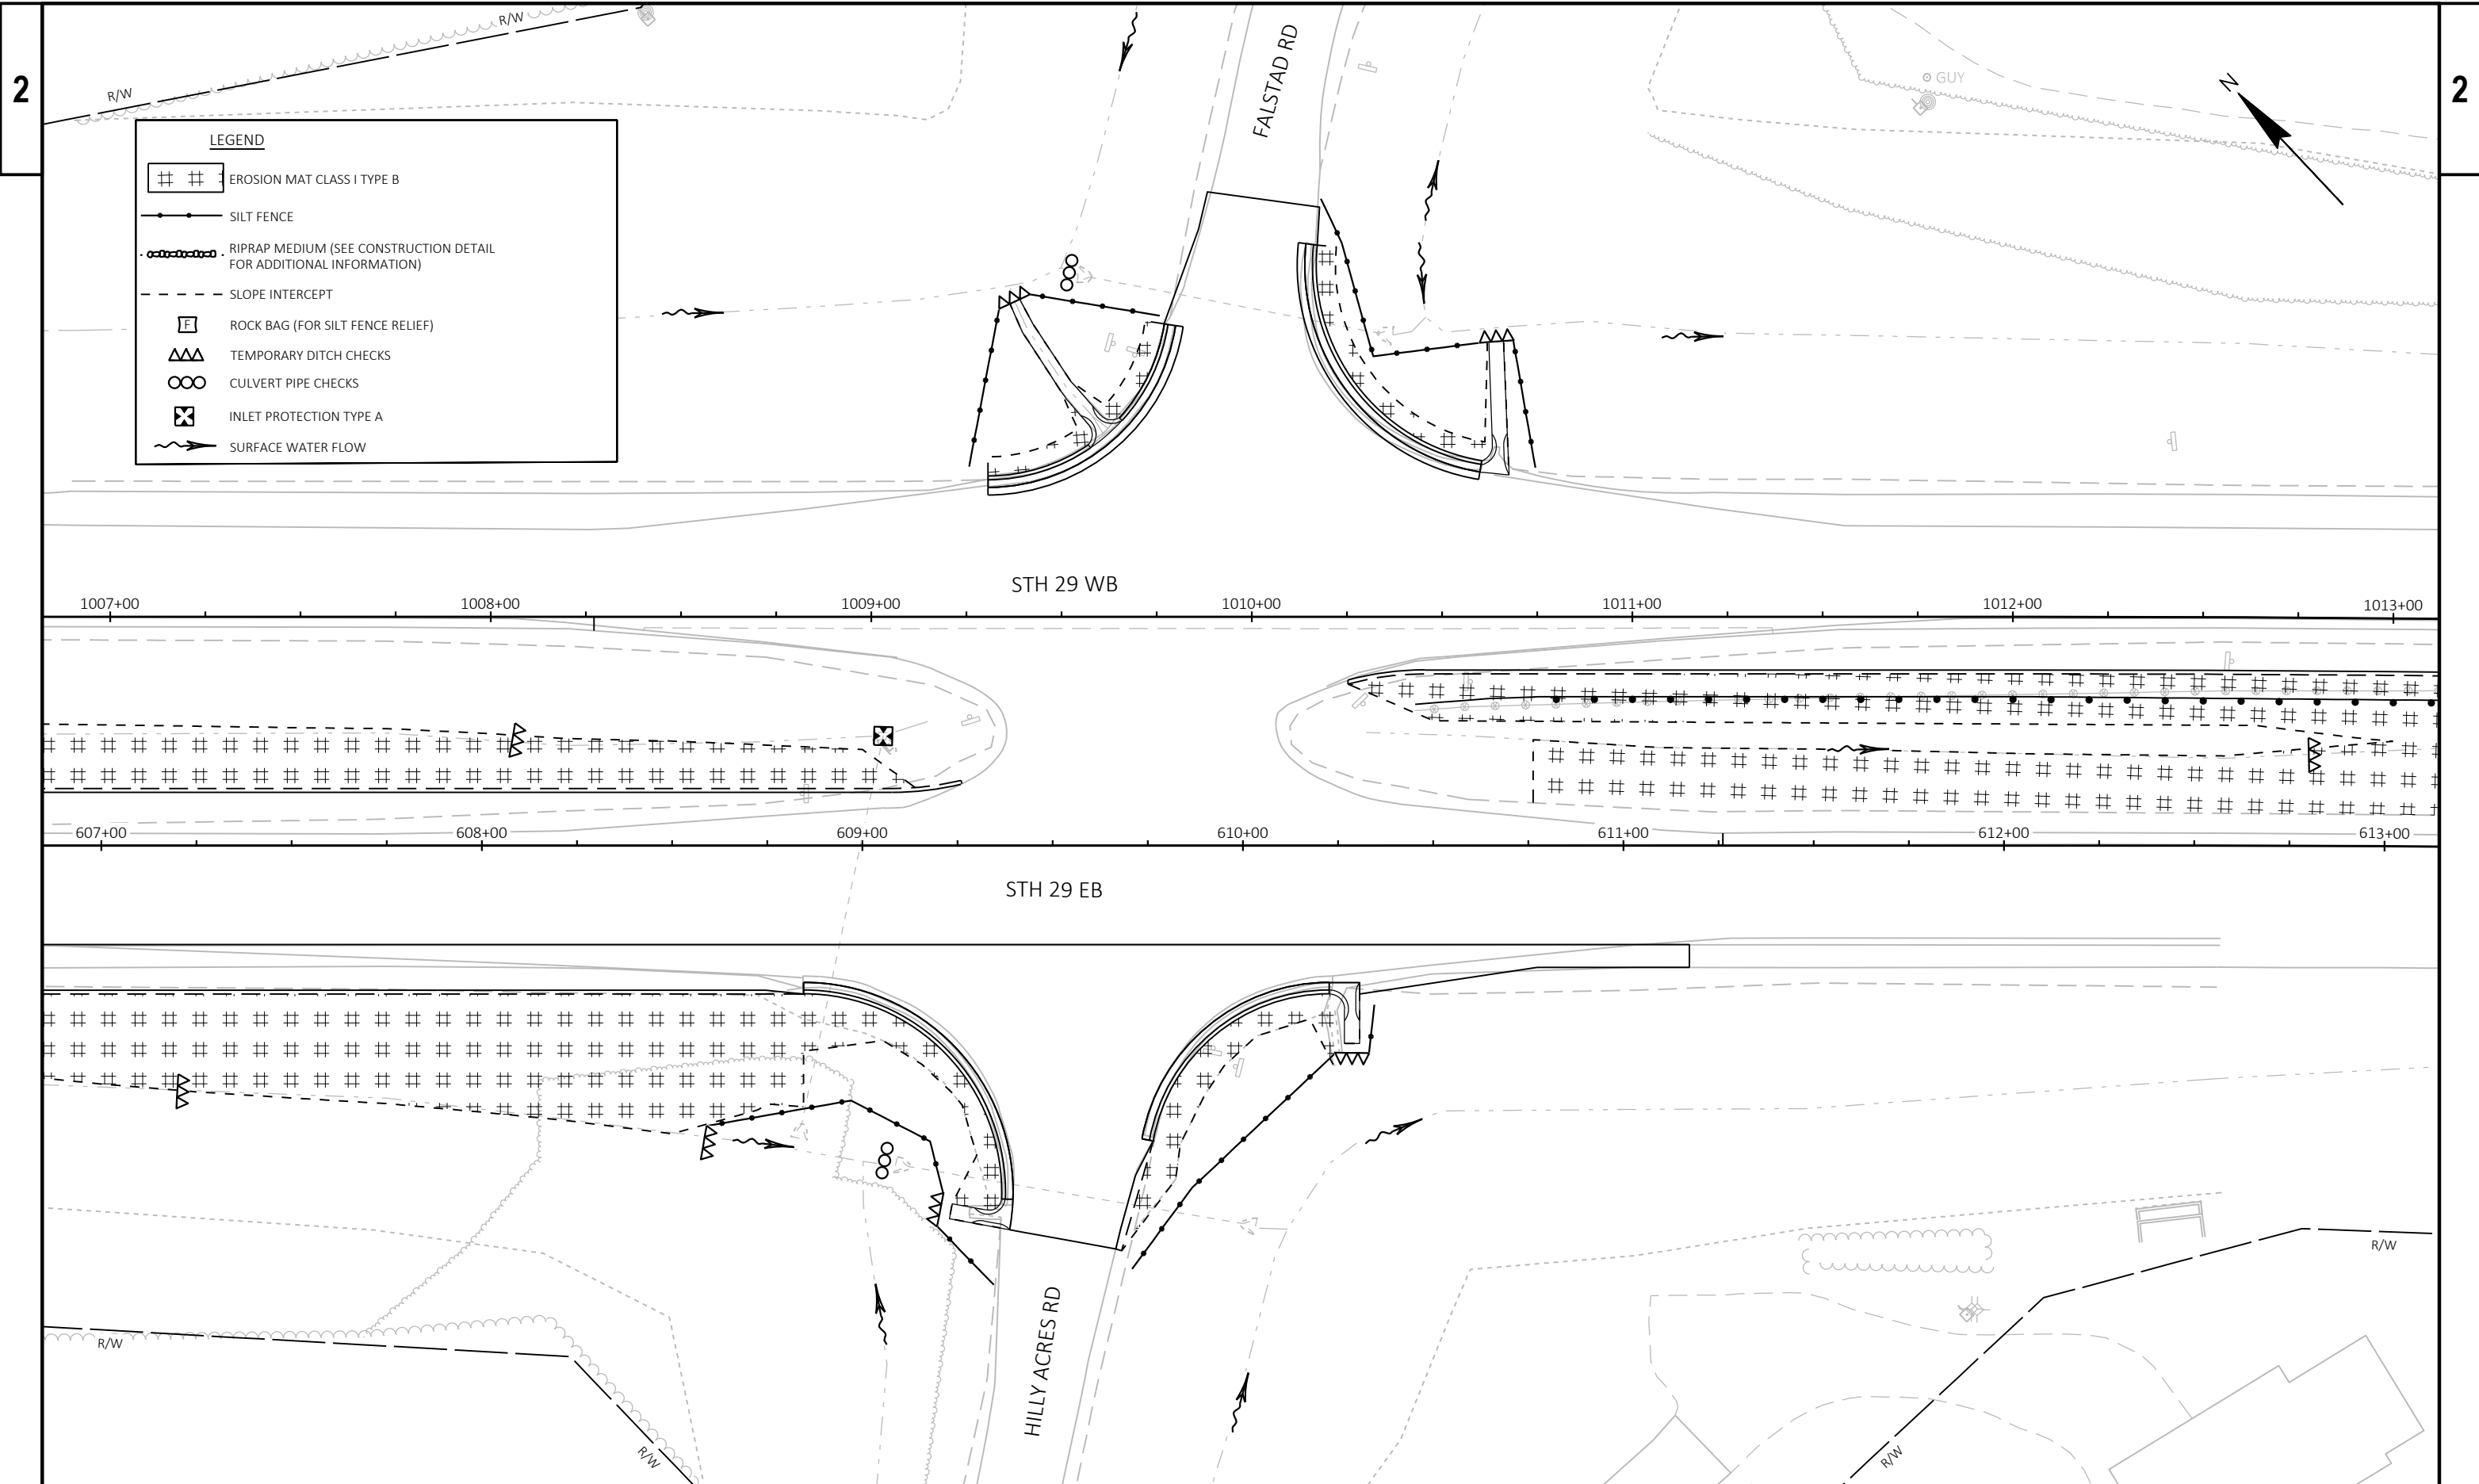 2
2
R/W
R/W
FALSTAD RD
GUY
N
LEGEND
EROSION MAT CLASS I TYPE B
SILT FENCE
RIPRAP MEDIUM (SEE CONSTRUCTION DETAIL
FOR ADDITIONAL INFORMATION)
SLOPE INTERCEPT
F
ROCK BAG (FOR SILT FENCE RELIEF)
TEMPORARY DITCH CHECKS
CULVERT PIPE CHECKS
INLET PROTECTION TYPE A
SURFACE WATER FLOW
STH 29 WB
1007+00 1008+00 1009+00 1010+00 1011+00 1012+00 1013+00
607+00 608+00 609+00 610+00 611+00 612+00 613+00
STH 29 EB
R/W
R/W
HILLY ACRES RD
R/W
R/W